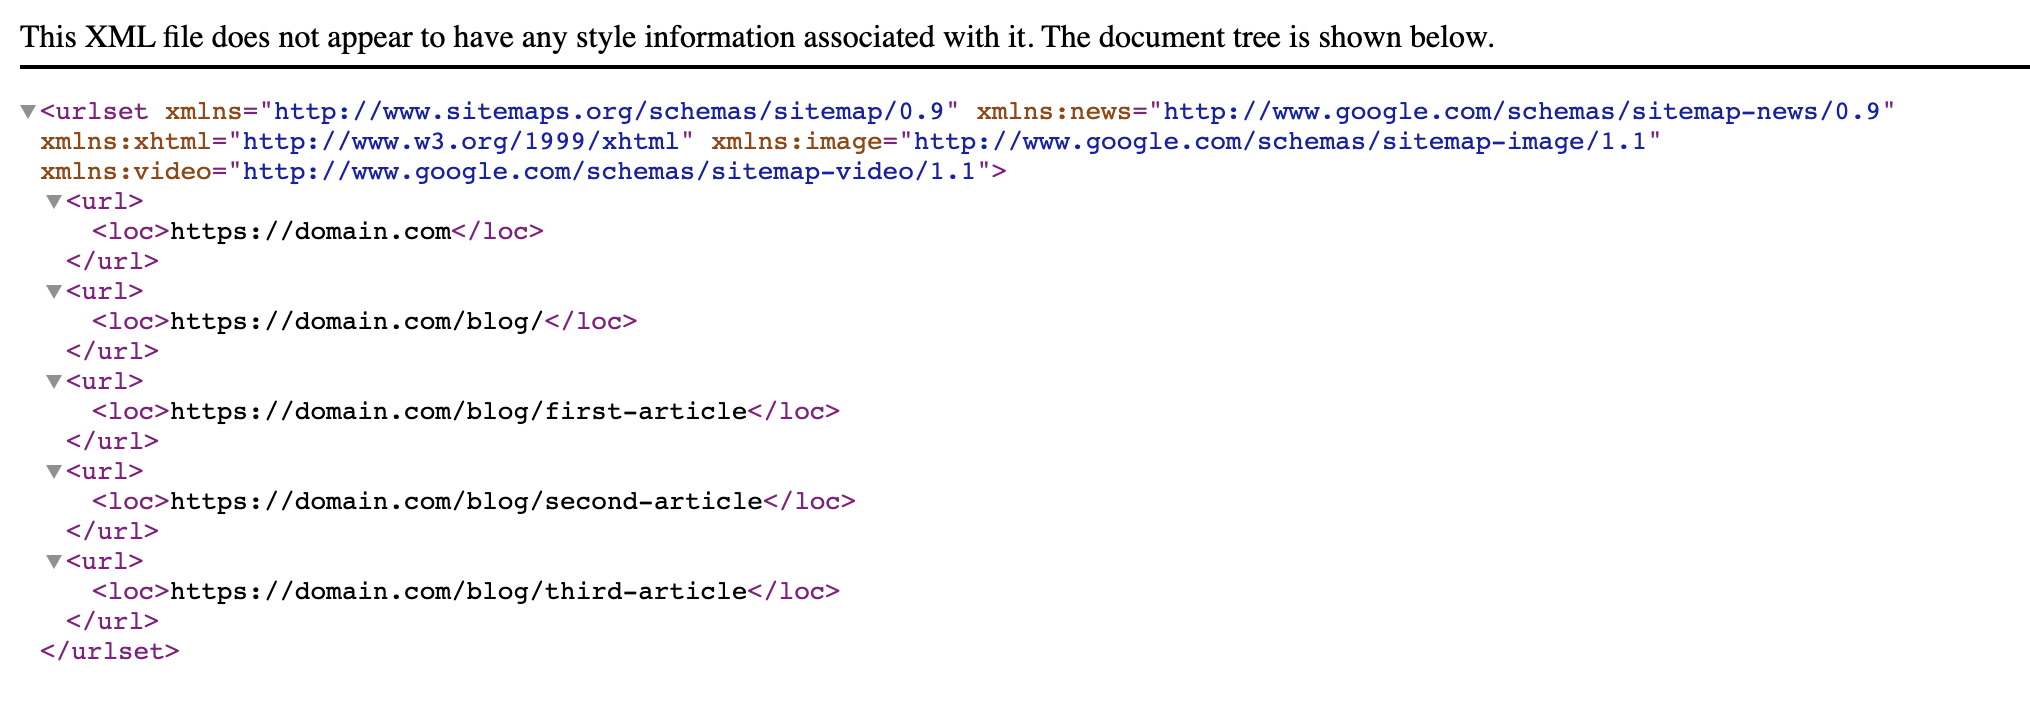 This XML file does not appear to have any style information associated with it. The document tree is shown below.
<urlset xmlns="http://www.sitemaps.org/schemas/sitemap/0.9" xmlns:news="http://www.google.com/schemas/sitemap-news/0.9"
xmlns:xhtml="http://www.w3.org/1999/xhtml" xmlns:image="http://www.google.com/schemas/sitemap-image/1.1"
xmlns:video="http://www.google.com/schemas/sitemap-video/1.1">
<url>
<loc>https://domain.com</loc>
</url>
<url>
<loc>https://domain.com/blog/</loc>
</url>
<url>
<loc>https://domain.com/blog/first-article</loc>
</url>
<url>
<loc>https://domain.com/blog/second-article</loc>
</url>
<url>
<loc>https://domain.com/blog/third-article</loc>
</url>
</urlset>